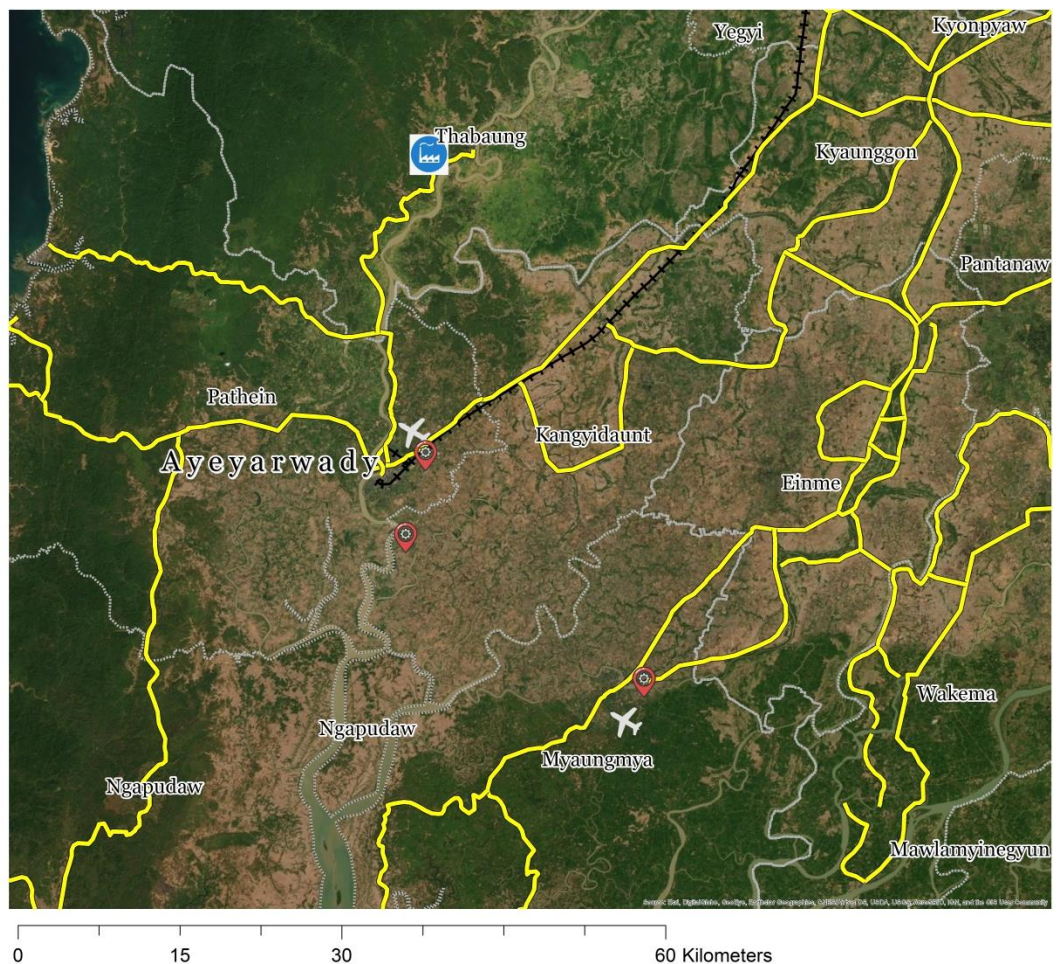 Yegyi
Kyonpyaw
Thabaung
Kyaunggon
Pantanaw
Pathein
Kangyidaunt
Ayeyarwady
Einme
Wakema
Ngapudaw
Myaungmya
Ngapudaw
Mawlamyinegyun
0 15 30 60 Kilometers